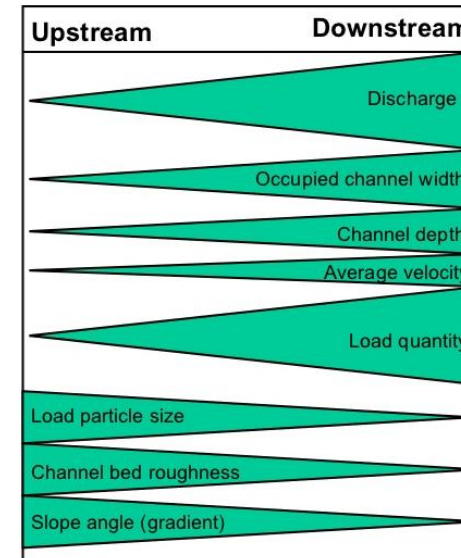 Upstream Downstream
Discharge
Occupied channel width
Channel depth
Average velocity
Load quantity
Load particle size
Channel bed roughness
Slope angle (gradient)